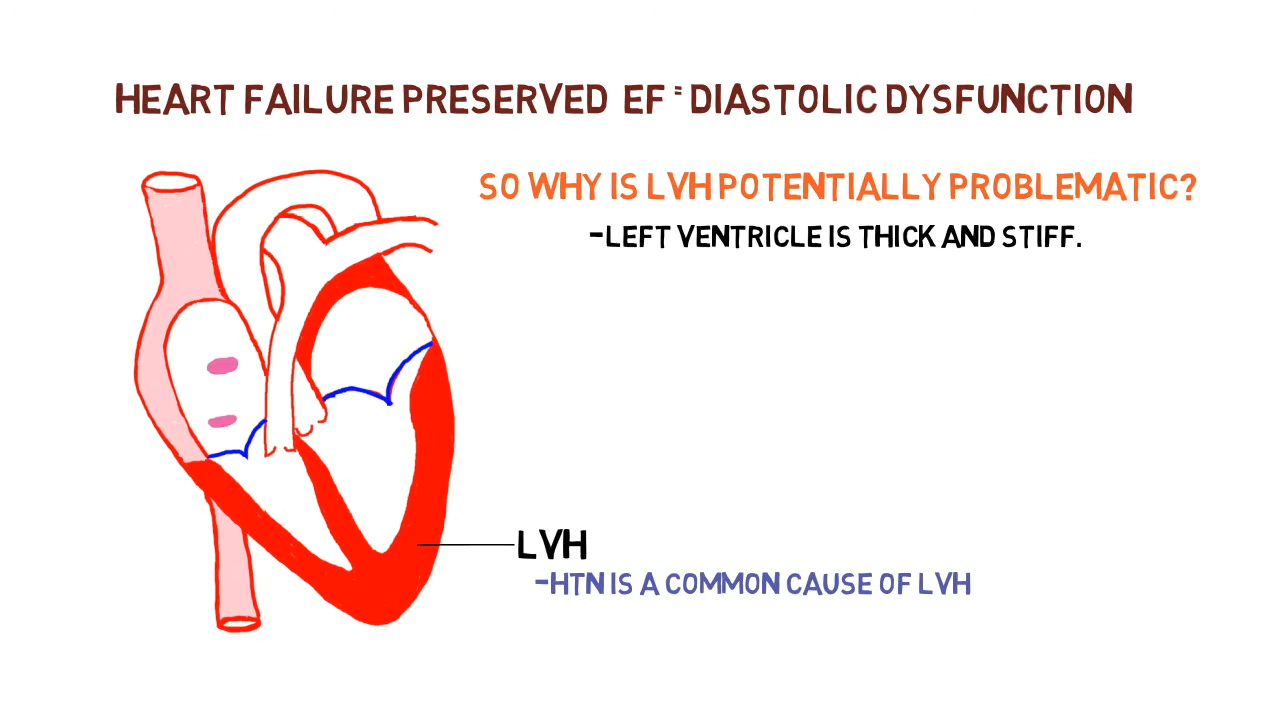 HEART FAILURE PRESERVED EF = DIASTOLIC DYSFUNCTION
SO WHY IS LVH POTENTIALLY PROBLEMATIC?
-LEFT VENTRICLE IS THICK AND STIFF.
LVH
-HTN IS A COMMON CAUSE OF LVH